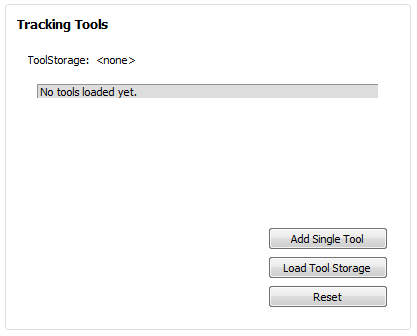 Tracking Tools
ToolStorage: <none>
No tools loaded yet.
Add Single Tool
Load Tool Storage
Reset